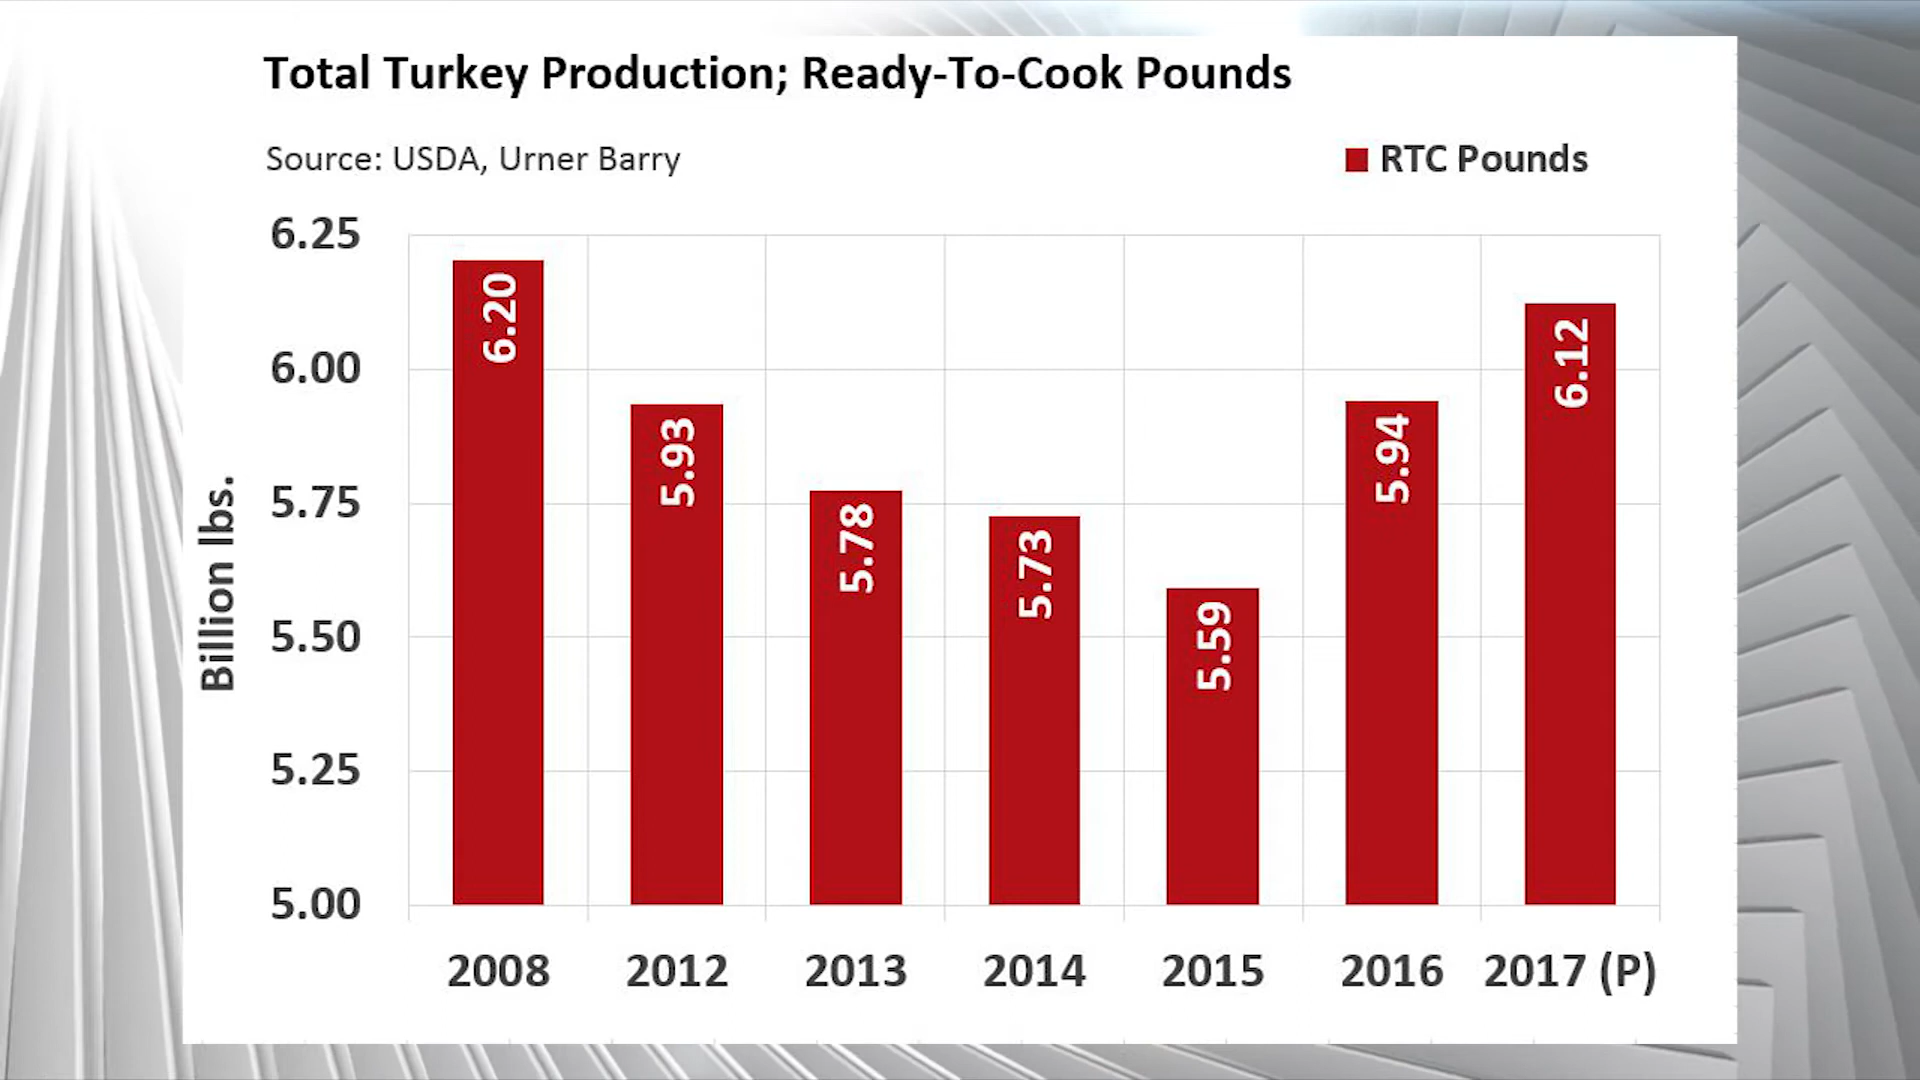 Total Turkey Production; Ready-To-Cook Pounds
Source: USDA, Urner Barry
RTC Pounds
Billion lbs.
6.25
6.00
5.75
5.50
5.25
5.00
6.20
5.93
5.78
5.73
5.59
5.94
6.12
2008 2012 2013 2014 2015 2016 2017 (P)